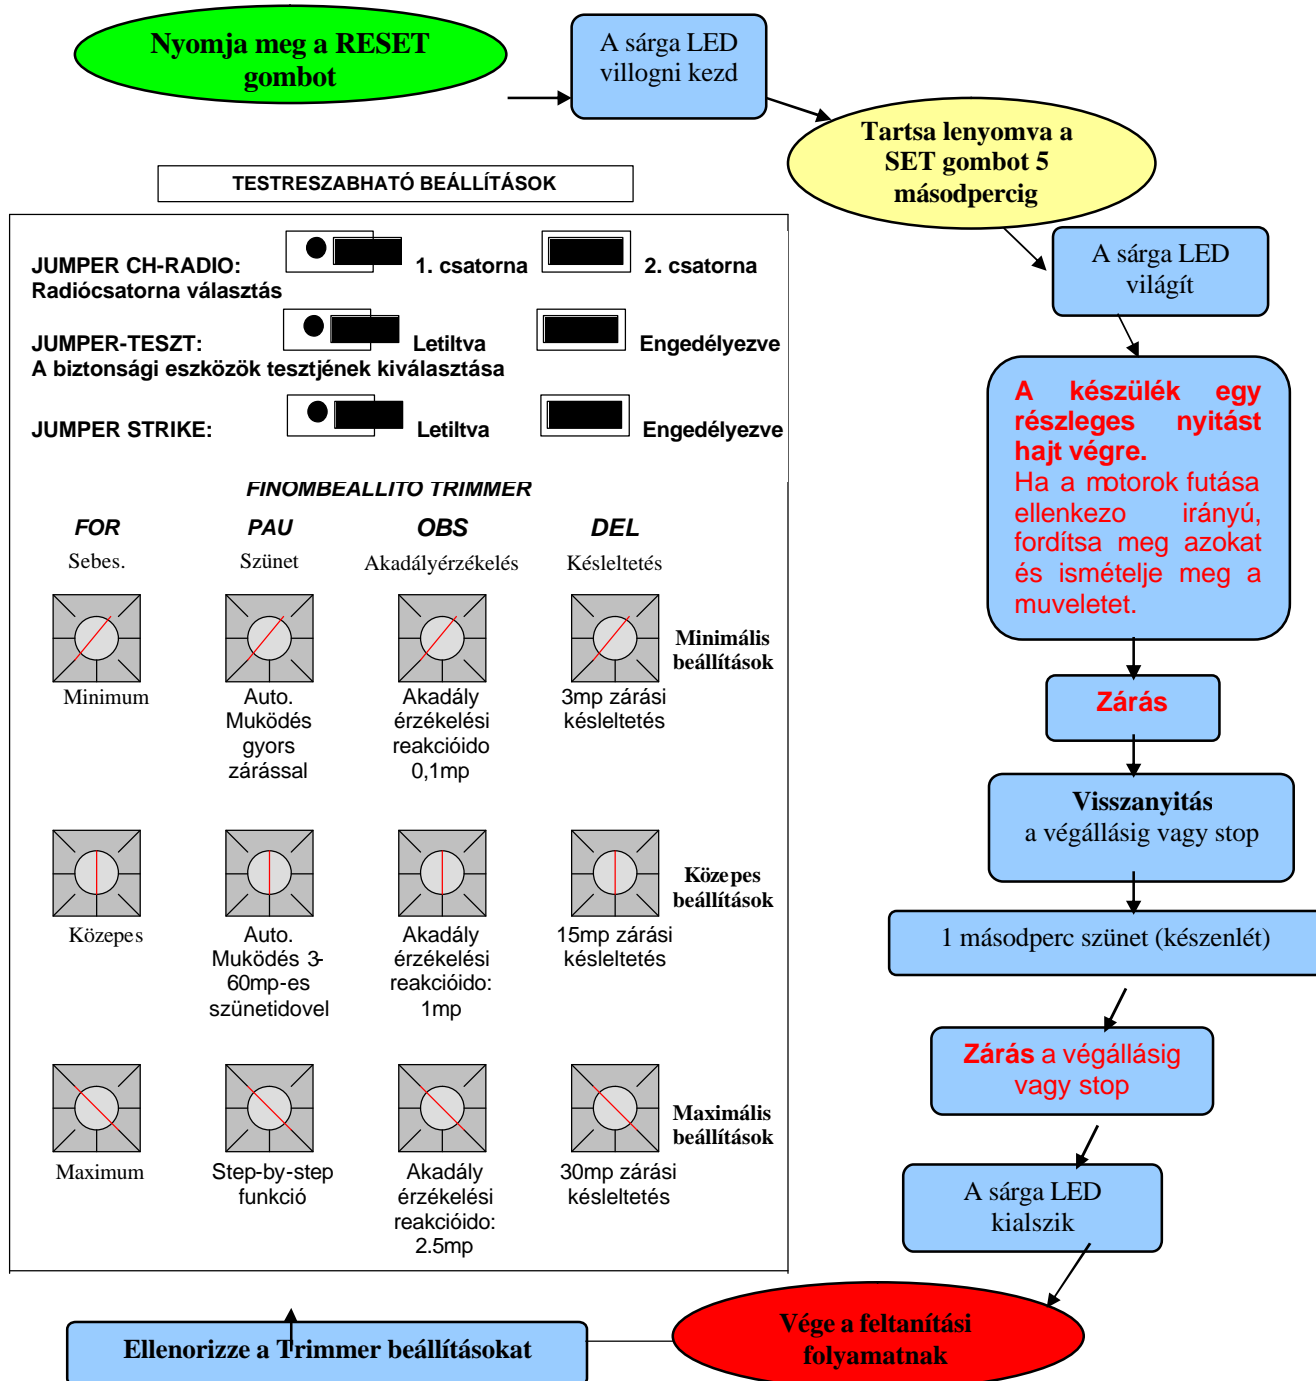 Nyomja meg a RESET
gombot
A sárga LED
villogni kezd
Tartsa lenyomva a
SET gombot 5
másodpercig
A sárga LED
világít
A készülék egy
részleges nyitást
hajt végre.
Ha a motorok futása
ellenkezo irányú,
fordítsa meg azokat
és ismételje meg a
muveletet.
Zárás
Visszanyitás
a végállásig vagy stop
1 másodperc szünet (készenlét)
Zárás a végállásig
vagy stop
A sárga LED
kialszik
Vége a feltanítási
folyamatnak
Ellenorizze a Trimmer beállításokat
TESTRESZABHATÓ BEÁLLÍTÁSOK
JUMPER CH-RADIO: 1. csatorna 2. csatorna
Radiócsatorna választás
JUMPER-TESZT: Letiltva Engedélyezve
A biztonsági eszközök tesztjének kiválasztása
JUMPER STRIKE: Letiltva Engedélyezve
FINOMBEÁLLÍTÓ TRIMMER
FOR PAU OBS DEL
Sebes. Szünet Akadályérzékelés Késleltetés
Minimális
beállítások
Minimum Auto. Akadály 3mp zárási
Muködés érzékelési késleltetés
gyors reakcióido
zárással 0,1mp
Közepes
beállítások
Közepes Auto. Akadály 15mp zárási
Muködés 3- érzékelési késleltetés
60mp-es reakcióido:
szünetidovel 1mp
Maximális
beállítások
Maximum Step-by-step Akadály 30mp zárási
funkció érzékelési késleltetés
reakcióido:
2.5mp